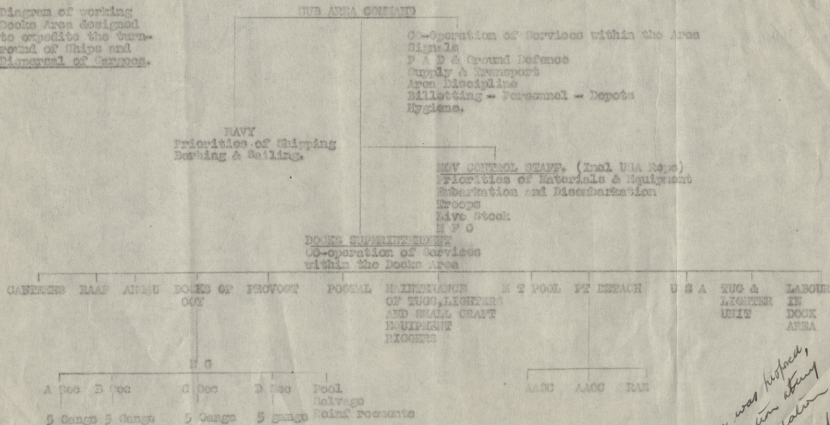 Diagram of working
Docks Area designed
to expedite the turn-
round of Ships and
Dispersal of Cargoes.
SUB AREA COMMAND
Co-Operation of Services within the Area
Signals
P A D & Ground Defence
Supply & Transport
Area Discipline
Billetting - Personnel - Depots
Hygiene.
NAVY
Priorities of Shipping
Berhing & Sailing.
MOV CONTROL STAFF. (Incl USA Reps)
Priorities of Materials & Equipment
Embarkation and Disembarkation
Troops
Live Stock
M F O
DOCKS SUPERINTENDENT
Co-operation of Services
within the Docks Area
CANTEENS RAAF DOCKS OP PROVOST POSTAL MAINTENANCE M T POOL PT DETACH U S A TUG & LABOUR
COY OF TUGS, LIGHTERS LIGHTER IN
AND SMALL CRAFT UNIT DOCK
EQUIPMENT AREA
RIGGERS
H Q
A Sec B Sec C Sec D Sec Pool AASC AAOC RAE
Salvage
5 Gangs 5 Gangs 5 Gangs 5 gangs Reinf
was proposed,